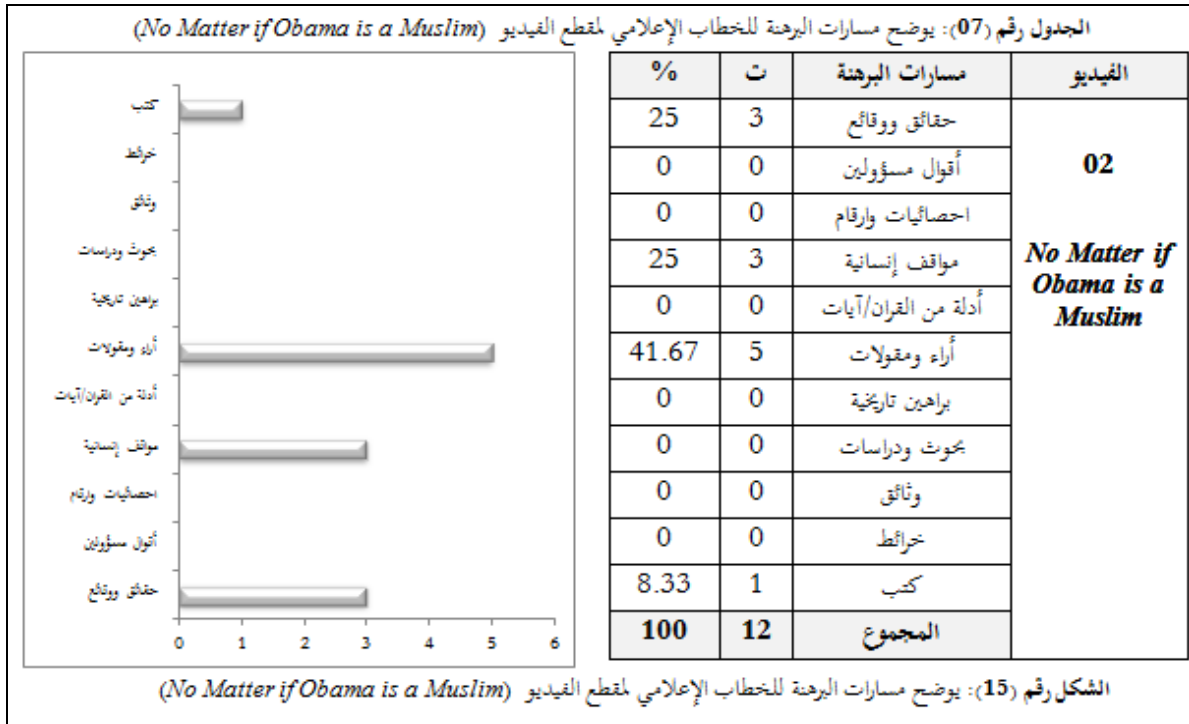 الجدول رقم (07): يوضح مسارات البرهنة للخطاب الإعلامي لمقطع الفيديو (No Matter if Obama is a Muslim)
الفيديو مسارات البرهنة ت %
02
No Matter if
Obama is a
Muslim
حقائق ووقائع 3 25
أقوال مسؤولين 0 0
احصائيات وارقام 0 0
مواقف إنسانية 3 25
أدلة من القران/آيات 0 0
أراء ومقولات 5 41.67
براهين تاريخية 0 0
بحوث ودراسات 0 0
وثائق 0 0
خرائط 0 0
كتب 1 8.33
المجموع 12 100
كتب
خرائط
وثائق
بحوث ودراسات
براهين تاريخية
أراء ومقولات
أدلة من القران/آيات
مواقف إنسانية
احصائيات وارقام
أقوال مسؤولين
حقائق ووقائع
0 1 2 3 4 5 6
الشكل رقم (15): يوضح مسارات البرهنة للخطاب الإعلامي لمقطع الفيديو (No Matter if Obama is a Muslim)